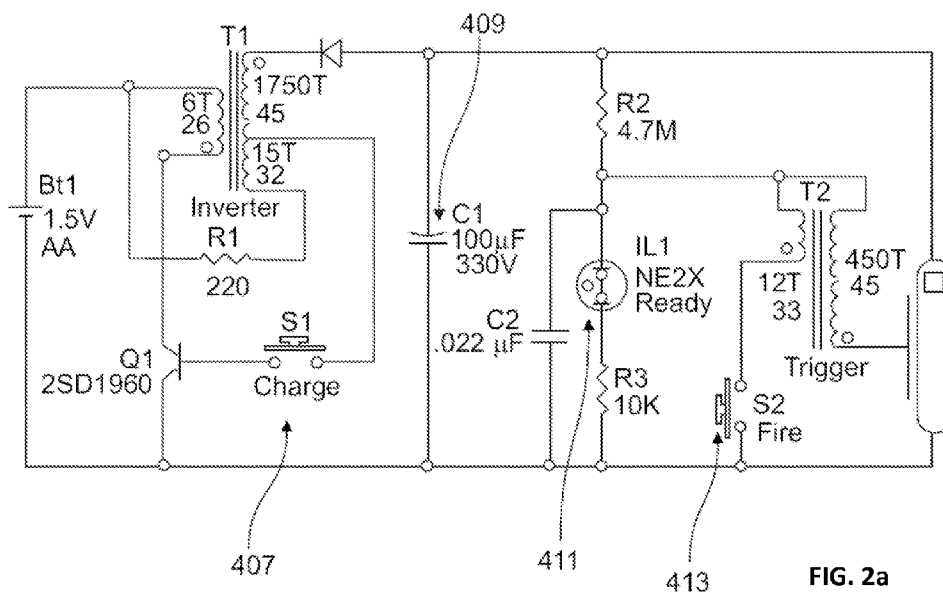 409
T1
1750T
45
6T
26
15T
32
Inverter
Bt1
1.5V
AA
R1
220
S1
Charge
Q1
2SD1960
407
C1
100µF
330V
R2
4.7M
IL1
NE2X
Ready
C2
.022 µF
R3
10K
411
T2
12T
33
450T
45
Trigger
S2
Fire
413
FIG. 2a